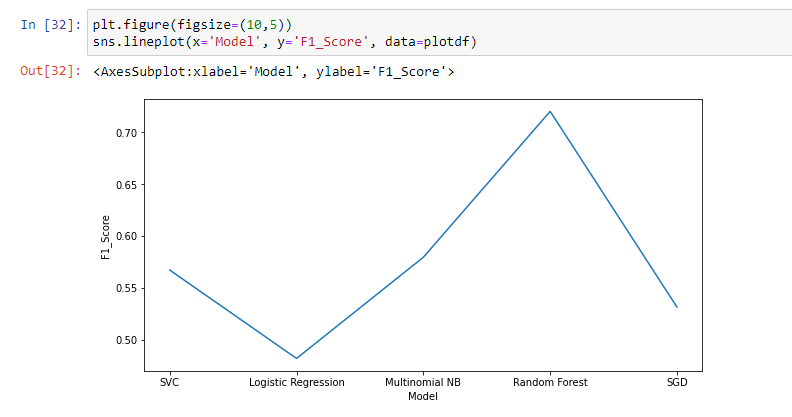 In [32]: plt.figure(figsize=(10,5))
sns.lineplot(x='Model', y='F1_Score', data=plotdf)
Out[32]: <AxesSubplot:xlabel='Model', ylabel='F1_Score'>
0.70
0.65
0.60
0.55
0.50
F1_Score
SVC Logistic Regression Multinomial NB Random Forest SGD
Model